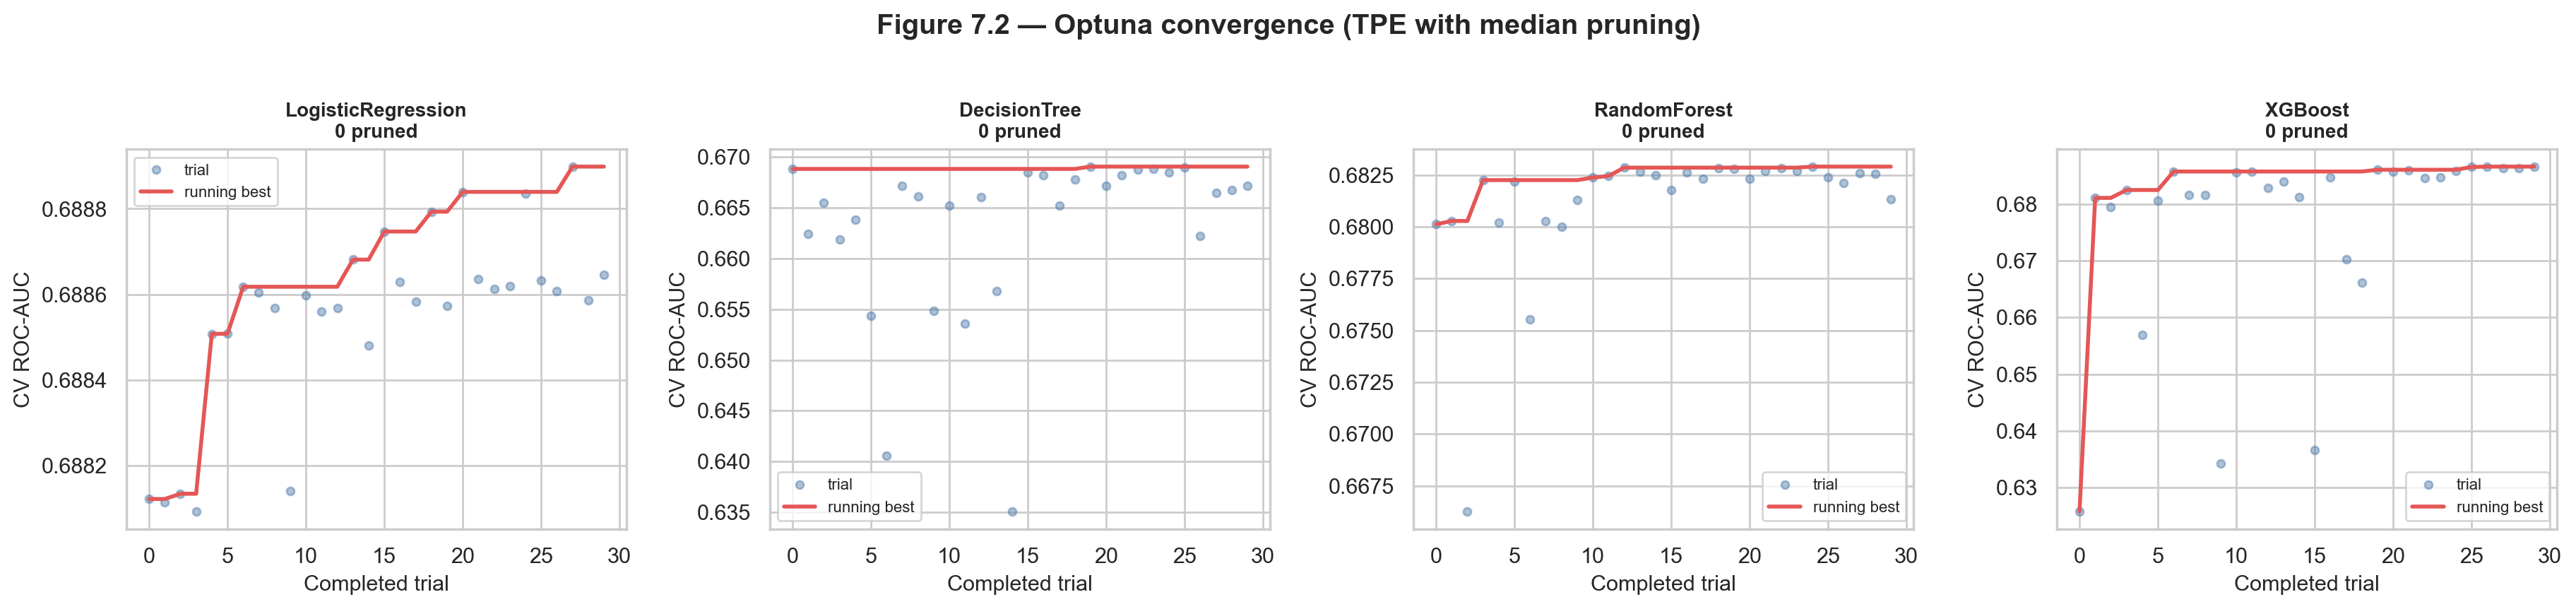 Figure 7.2 — Optuna convergence (TPE with median pruning)
LogisticRegression
0 pruned
trial
running best
CV ROC-AUC
0.6888
0.6886
0.6884
0.6882
0 5 10 15 20 25 30
Completed trial
DecisionTree
0 pruned
CV ROC-AUC
0.670
0.665
0.660
0.655
0.650
0.645
0.640
0.635
trial
running best
0 5 10 15 20 25 30
Completed trial
RandomForest
0 pruned
CV ROC-AUC
0.6825
0.6800
0.6775
0.6750
0.6725
0.6700
0.6675
trial
running best
0 5 10 15 20 25 30
Completed trial
XGBoost
0 pruned
CV ROC-AUC
0.68
0.67
0.66
0.65
0.64
0.63
trial
running best
0 5 10 15 20 25 30
Completed trial